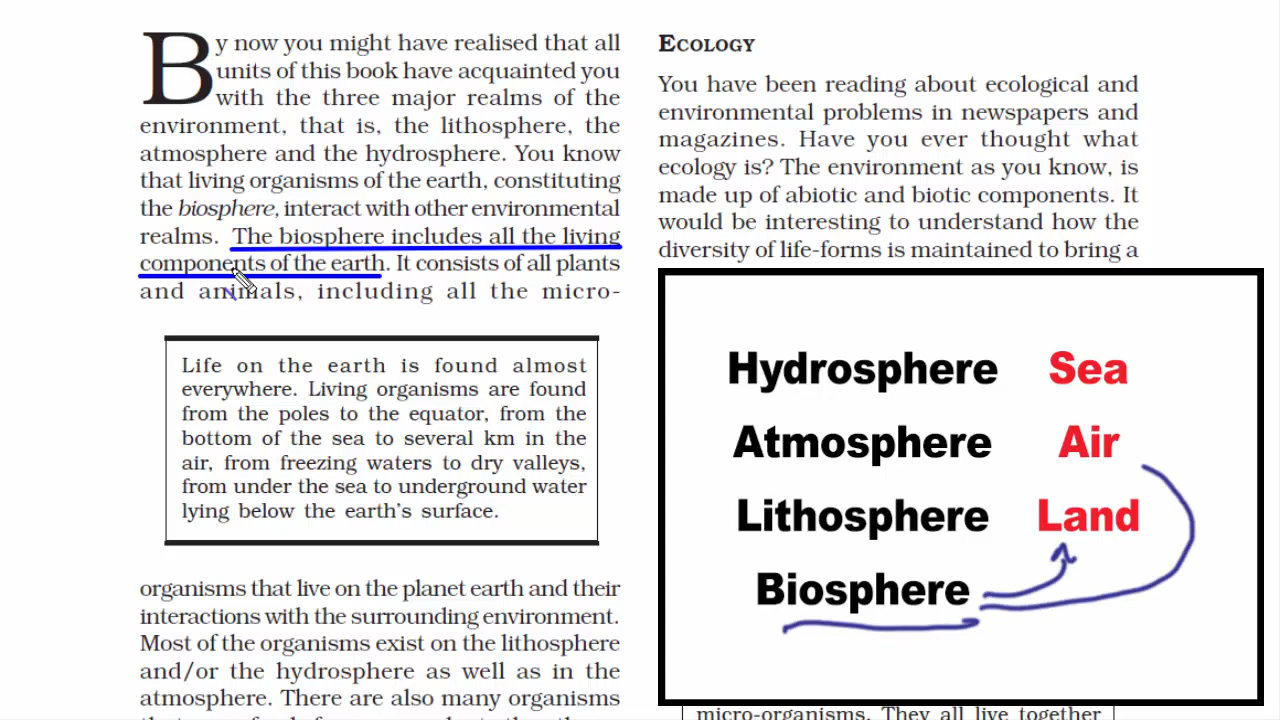 By now you might have realised that all
units of this book have acquainted you
with the three major realms of the
environment, that is, the lithosphere, the
atmosphere and the hydrosphere. You know
that living organisms of the earth, constituting
the biosphere, interact with other environmental
realms. The biosphere includes all the living
components of the earth. It consists of all plants
and animals, including all the micro-
Life on the earth is found almost
everywhere. Living organisms are found
from the poles to the equator, from the
bottom of the sea to several km in the
air, from freezing waters to dry valleys,
from under the sea to underground water
lying below the earth's surface.
organisms that live on the planet earth and their
interactions with the surrounding environment.
Most of the organisms exist on the lithosphere
and/or the hydrosphere as well as in the
atmosphere. There are also many organisms
ECOLOGY
You have been reading about ecological and
environmental problems in newspapers and
magazines. Have you ever thought what
ecology is? The environment as you know, is
made up of abiotic and biotic components. It
would be interesting to understand how the
diversity of life-forms is maintained to bring a
Hydrosphere Sea
Atmosphere Air
Lithosphere Land
Biosphere
micro-organisms. They all live together